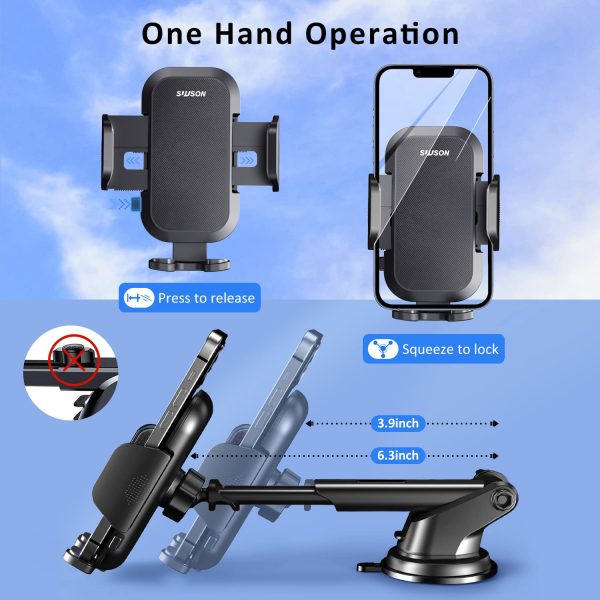 One Hand Operation
SIUSON
SIUSON
Press to release
Squeeze to lock
3.9inch
6.3inch